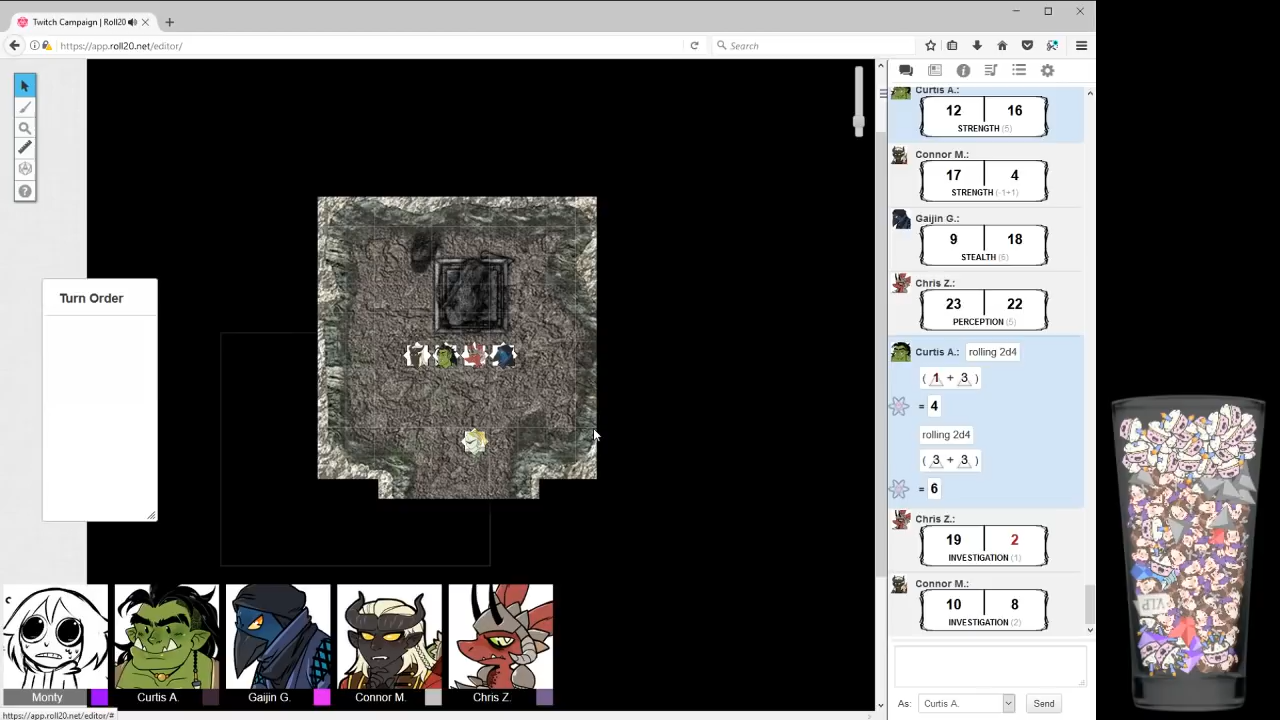 Twitch Campaign | Roll20
https://app.roll20.net/editor/
Search
Turn Order
Curtis A.:
12 16
STRENGTH (5)
Connor M.:
17 4
STRENGTH (-1+1)
Gaijin G.:
9 18
STEALTH (6)
Chris Z.:
23 22
PERCEPTION (5)
Curtis A.: rolling 2d4
( 1 + 3 )
= 4
rolling 2d4
( 3 + 3 )
= 6
Chris Z.:
19 2
INVESTIGATION (1)
Connor M.:
10 8
INVESTIGATION (2)
As: Curtis A. Send
Monty Curtis A. Gaijin G. Connor M. Chris Z.
https://app.roll20.net/editor/#